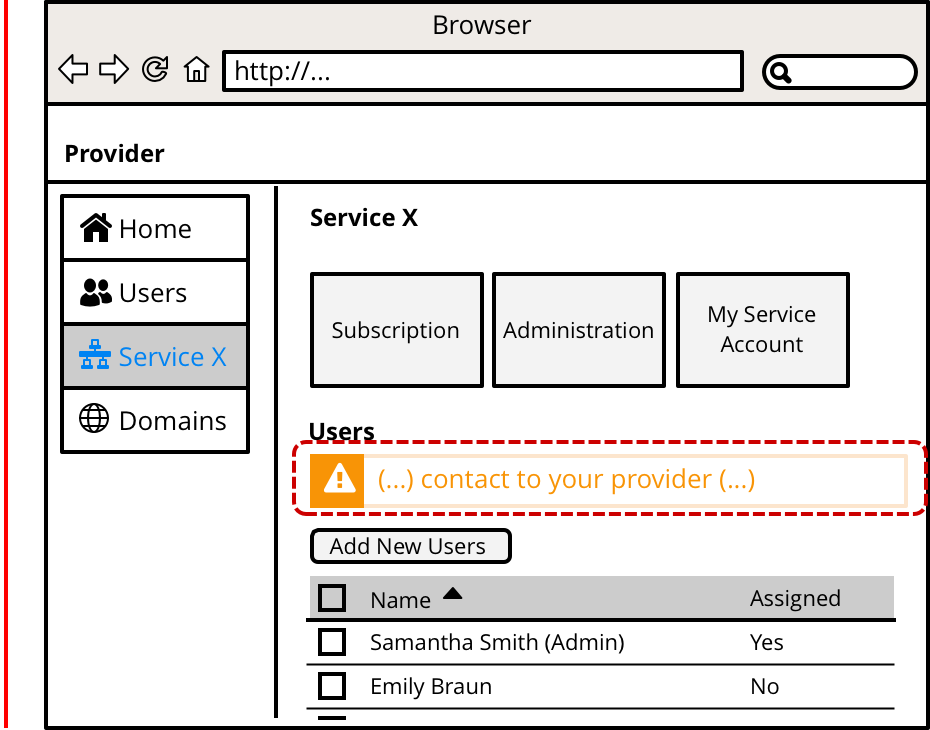 Browser
http://...
Provider
Home
Users
Service X
Domains
Service X
Subscription
Administration
My Service
Account
Users
(...) contact to your provider (...)
Add New Users
Name Assigned
Samantha Smith (Admin) Yes
Emily Braun No